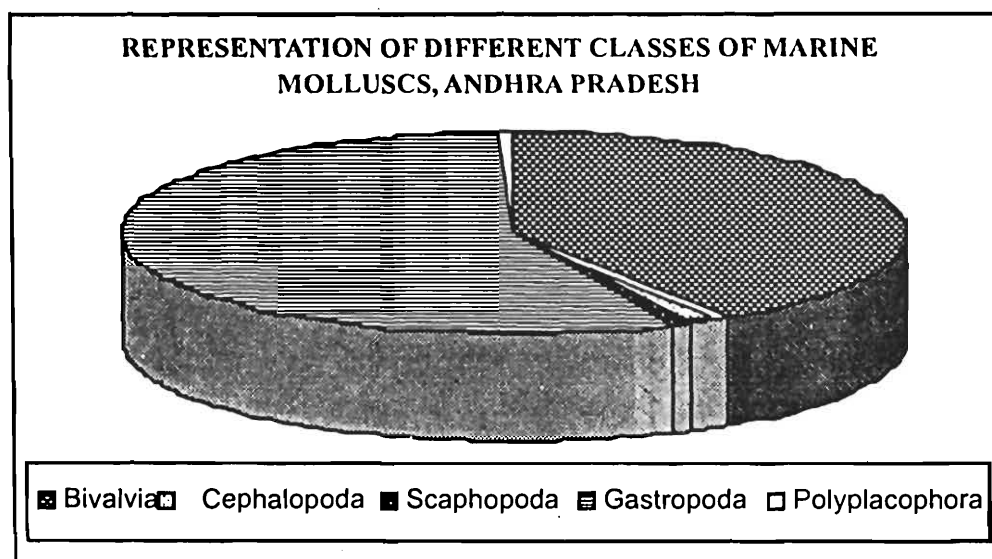 REPRESENTATION OF DIFFERENT CLASSES OF MARINE
MOLLUSCS, ANDHRA PRADESH
Bivalvia Cephalopoda Scaphopoda Gastropoda Polyplacophora